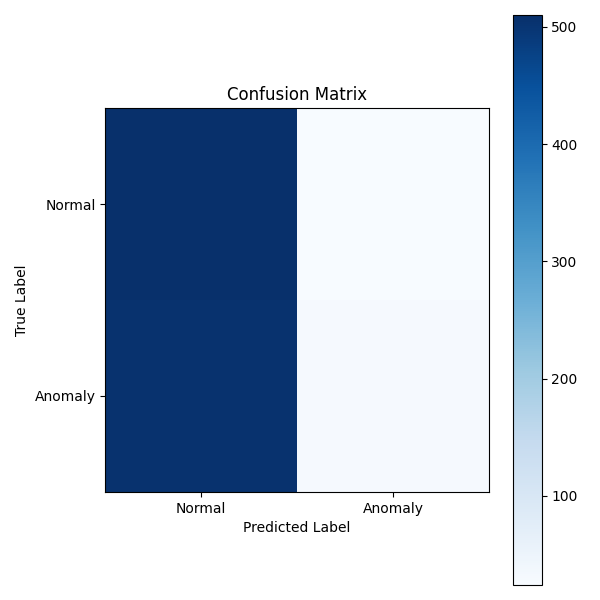 Confusion Matrix
True Label
Normal
Anomaly
Normal Anomaly
Predicted Label
500
400
300
200
100